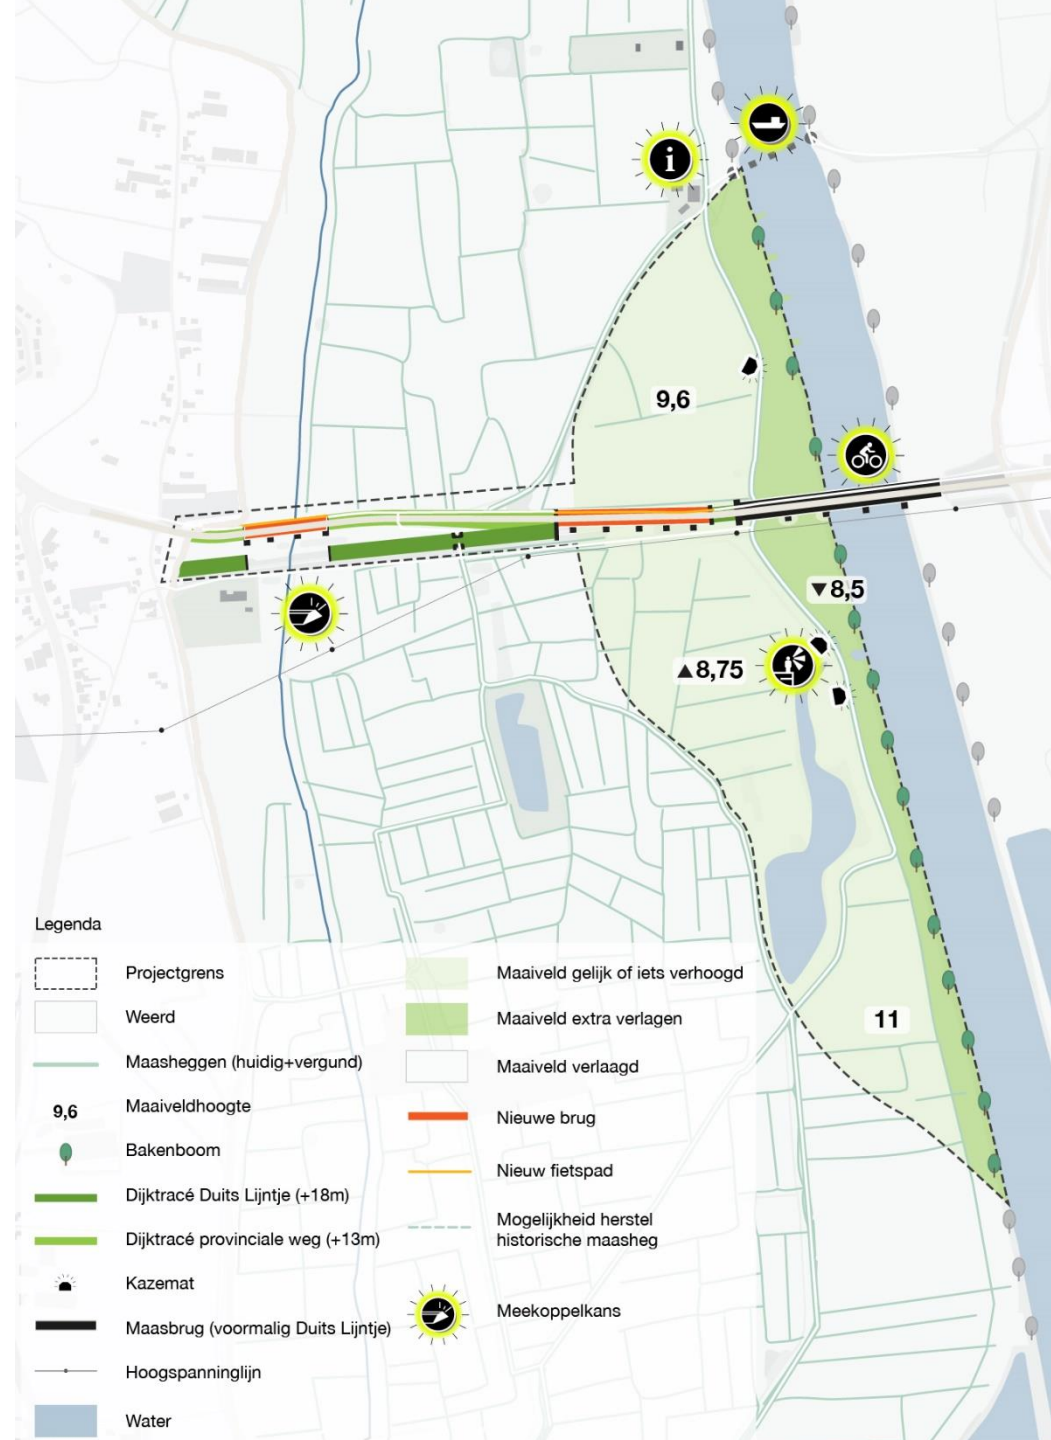 i
9,6
▼8,5
▲8,75
11
Legenda
Projectgrens
Weerd
Maasheggen (huidig+vergund)
9,6
Maaiveldhoogte
Bakenboom
Dijktracé Duits Lijntje (+18m)
Dijktracé provinciale weg (+13m)
Kazemat
Maasbrug (voormalig Duits Lijntje)
Hoogspanninglijn
Water
Maaiveld gelijk of iets verhoogd
Maaiveld extra verlagen
Maaiveld verlaagd
Nieuwe brug
Nieuw fietspad
Mogelijkheid herstel
historische maasheg
Meekoppelkans